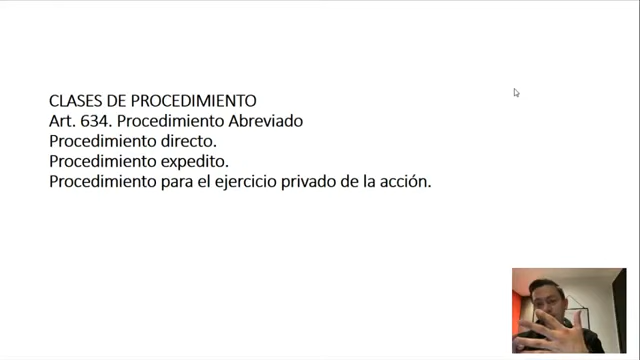 CLASES DE PROCEDIMIENTO
Art. 634. Procedimiento Abreviado
Procedimiento directo.
Procedimiento expedito.
Procedimiento para el ejercicio privado de la acción.